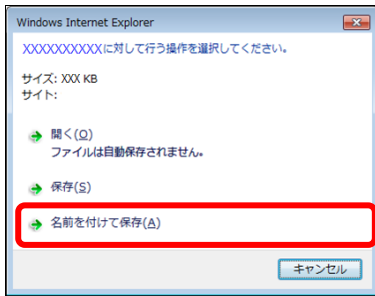 Windows Internet Explorer
XXXXXXXXXXに対して行う操作を選択してください。
サイズ: XXX KB
サイト:
開く(O)
ファイルは自動保存されません。
保存(S)
名前を付けて保存(A)
キャンセル